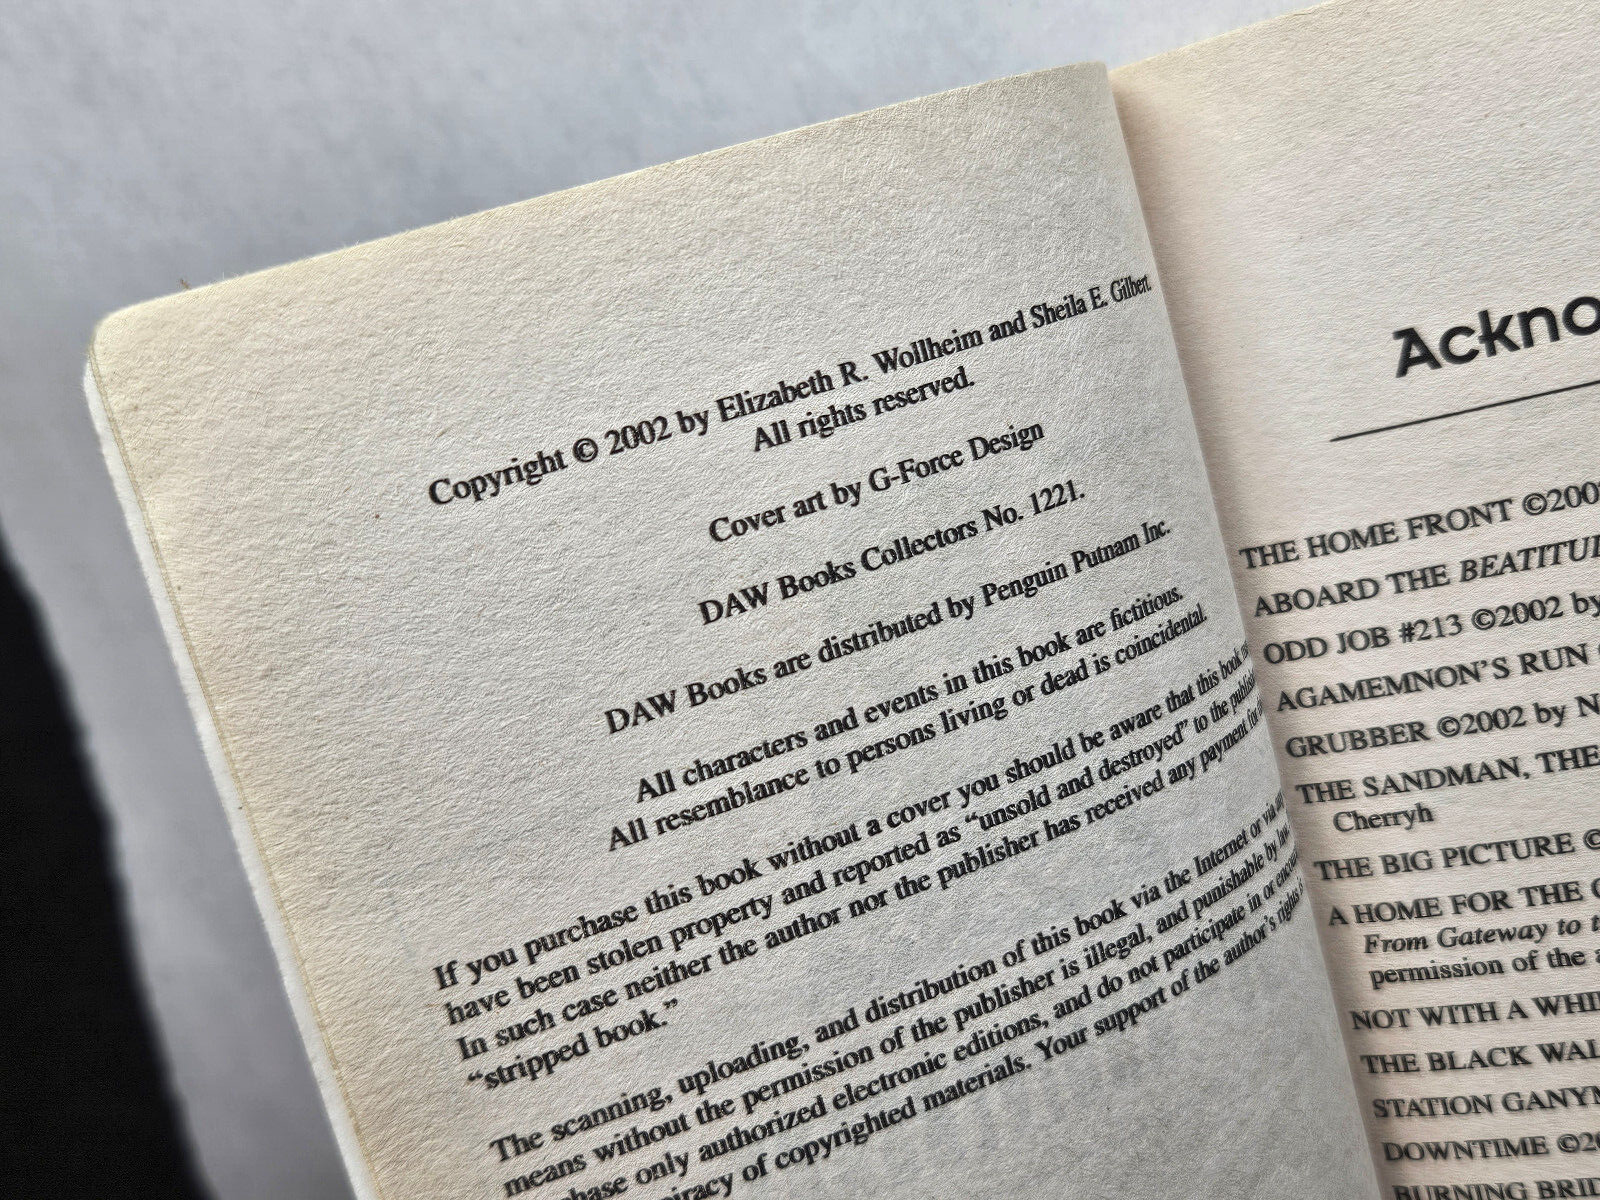 Copyright © 2002 by Elizabeth R. Wollheim and Sheila E. Gilbert.
All rights reserved.
Cover art by G-Force Design
DAW Books Collectors No. 1221.
DAW Books are distributed by Penguin Putnam Inc.
All characters and events in this book are fictitious.
All resemblance to persons living or dead is coincidental.
If you purchase this book without a cover you should be aware that this book
have been stolen property and reported as “unsold and destroyed” to the
In such case neither the author nor the publisher has received any payment for
“stripped book.”
The scanning, uploading, and distribution of this book via the Internet or via
means without the permission of the publisher is illegal, and punishable by law.
only authorized electronic editions, and do not participate in or
of copyrighted materials. Your support of the author’s rights
THE HOME FRONT ©
ABOARD THE
ODD JOB #213 ©2002 by
AGAMEMNON’S RUN
GRUBBER ©2002 by
THE SANDMAN, THE
Cherryh
THE BIG PICTURE ©
A HOME FOR THE
From Gateway to
permission of the
NOT WITH A
THE BLACK
STATION
DOWNTIME ©
BURNING